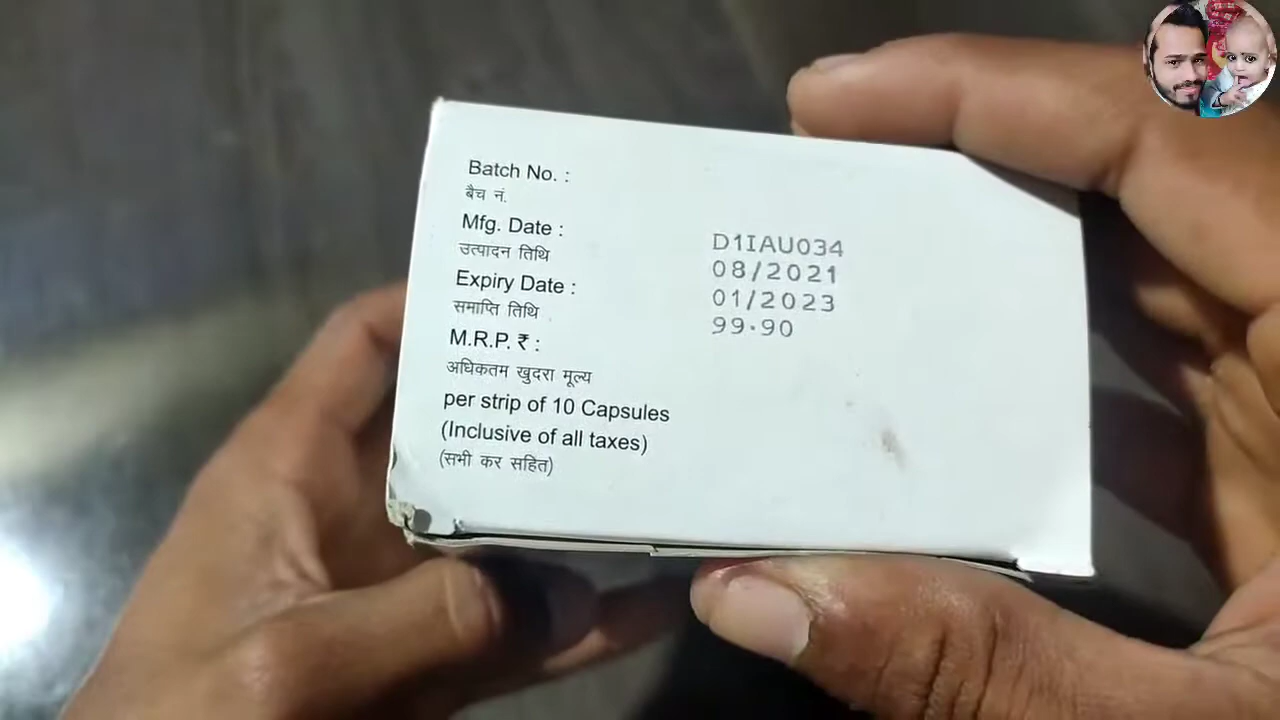 Batch No. :
बैच नं.
Mfg. Date :
उत्पादन तिथि
Expiry Date :
समाप्ति तिथि
M.R.P. ₹ :
अधिकतम खुदरा मूल्य
per strip of 10 Capsules
(Inclusive of all taxes)
(सभी कर सहित)
D1IAU034
08/2021
01/2023
99.90